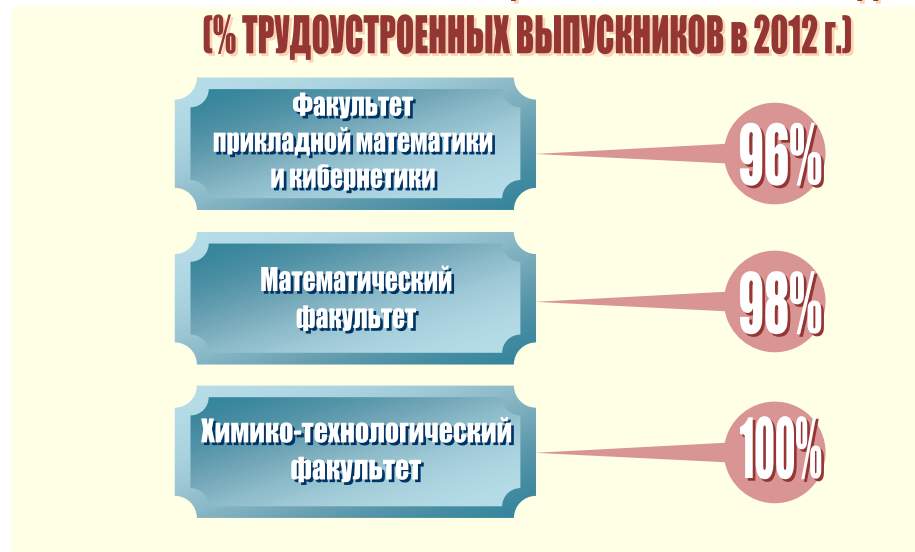 (% ТРУДОУСТРОЕННЫХ ВЫПУСКНИКОВ в 2012 г.)
Факультет
прикладной математики
и кибернетики
96%
Математический
факультет
98%
Химико-технологический
факультет
100%